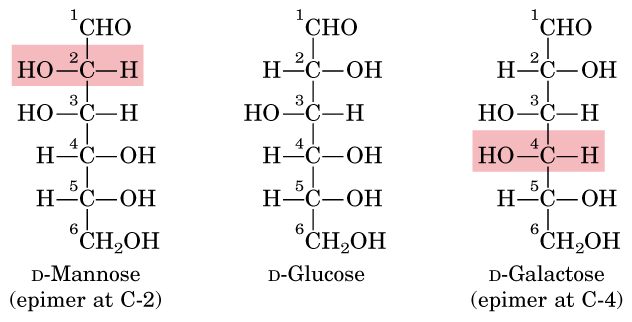 1CHO 1CHO 1CHO
HO—2C—H H—2C—OH H—2C—OH
HO—3C—H HO—3C—H HO—3C—H
H—4C—OH H—4C—OH HO—4C—H
H—5C—OH H—5C—OH H—5C—OH
6CH₂OH 6CH₂OH 6CH₂OH
D-Mannose D-Glucose D-Galactose
(epimer at C-2) (epimer at C-4)